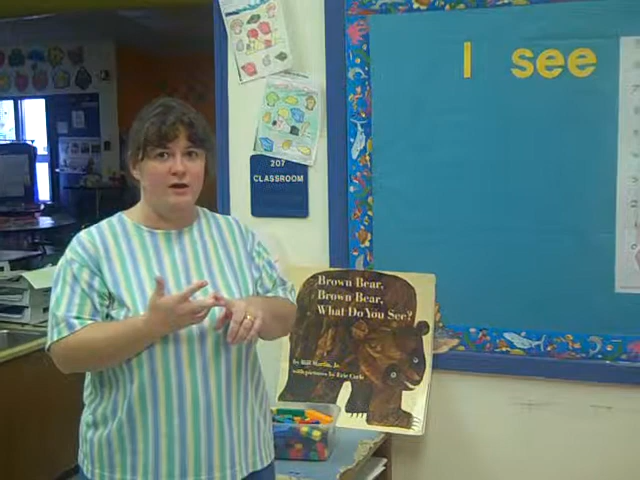 I see
207
CLASSROOM
Brown Bear,
Brown Bear,
What Do You See?
by Bill Martin, Jr.
with pictures by Eric Carle